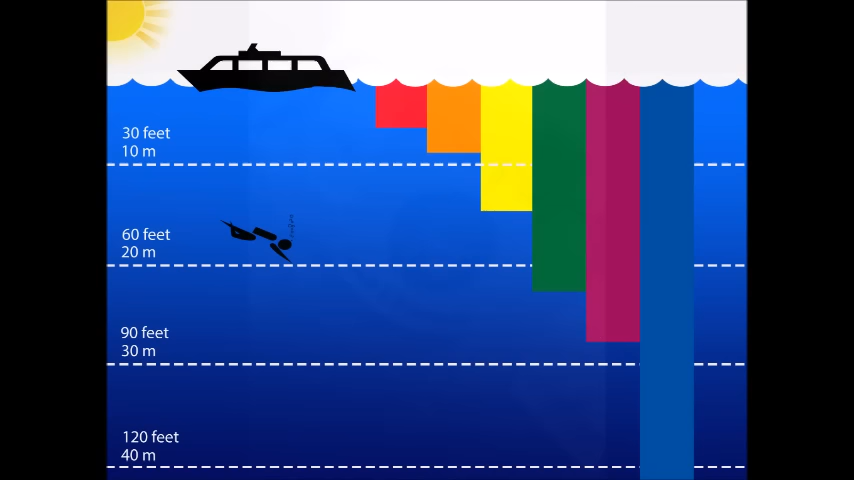 30 feet
10 m
60 feet
20 m
90 feet
30 m
120 feet
40 m